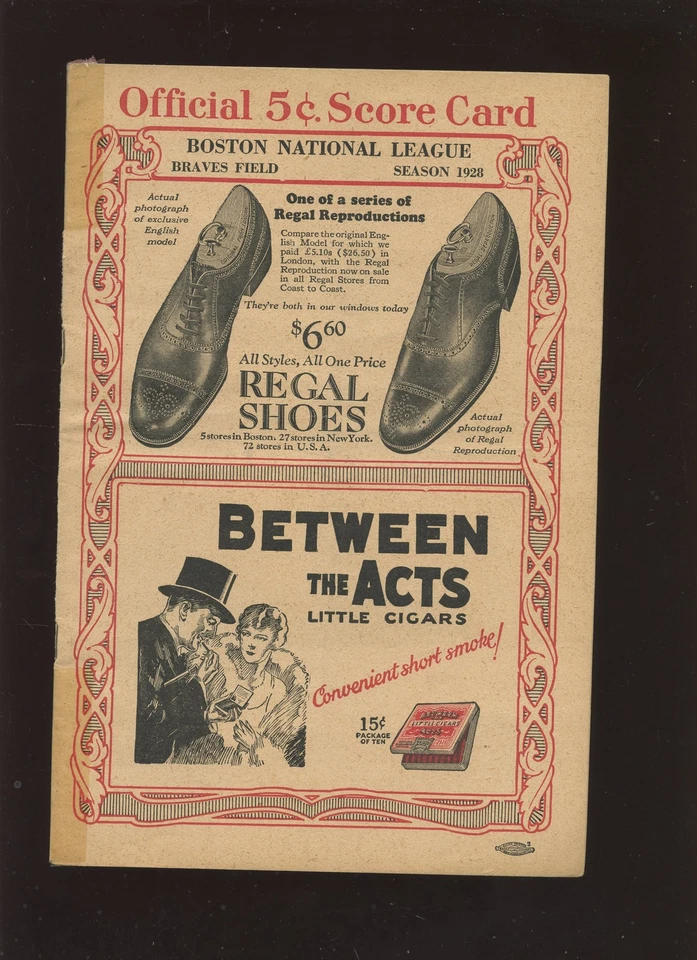 Official 5¢. Score Card
BOSTON NATIONAL LEAGUE
BRAVES FIELD SEASON 1928
Actual
photograph
of exclusive
English
model
One of a series of
Regal Reproductions
Compare the original Eng-
lish Model for which we
paid £5.10s ($26.50) in
London, with the Regal
Reproduction now on sale
in all Regal Stores from
Coast to Coast.
They're both in our windows today
$6 60
All Styles, All One Price
REGAL
SHOES
5 stores in Boston. 27 stores in New York.
72 stores in U.S.A.
Actual
photograph
of Regal
Reproduction
BETWEEN
THE ACTS
LITTLE CIGARS
Convenient short smoke!
15¢
PACKAGE
OF TEN
BETWEEN
LITTLE CIGARS
ACTS